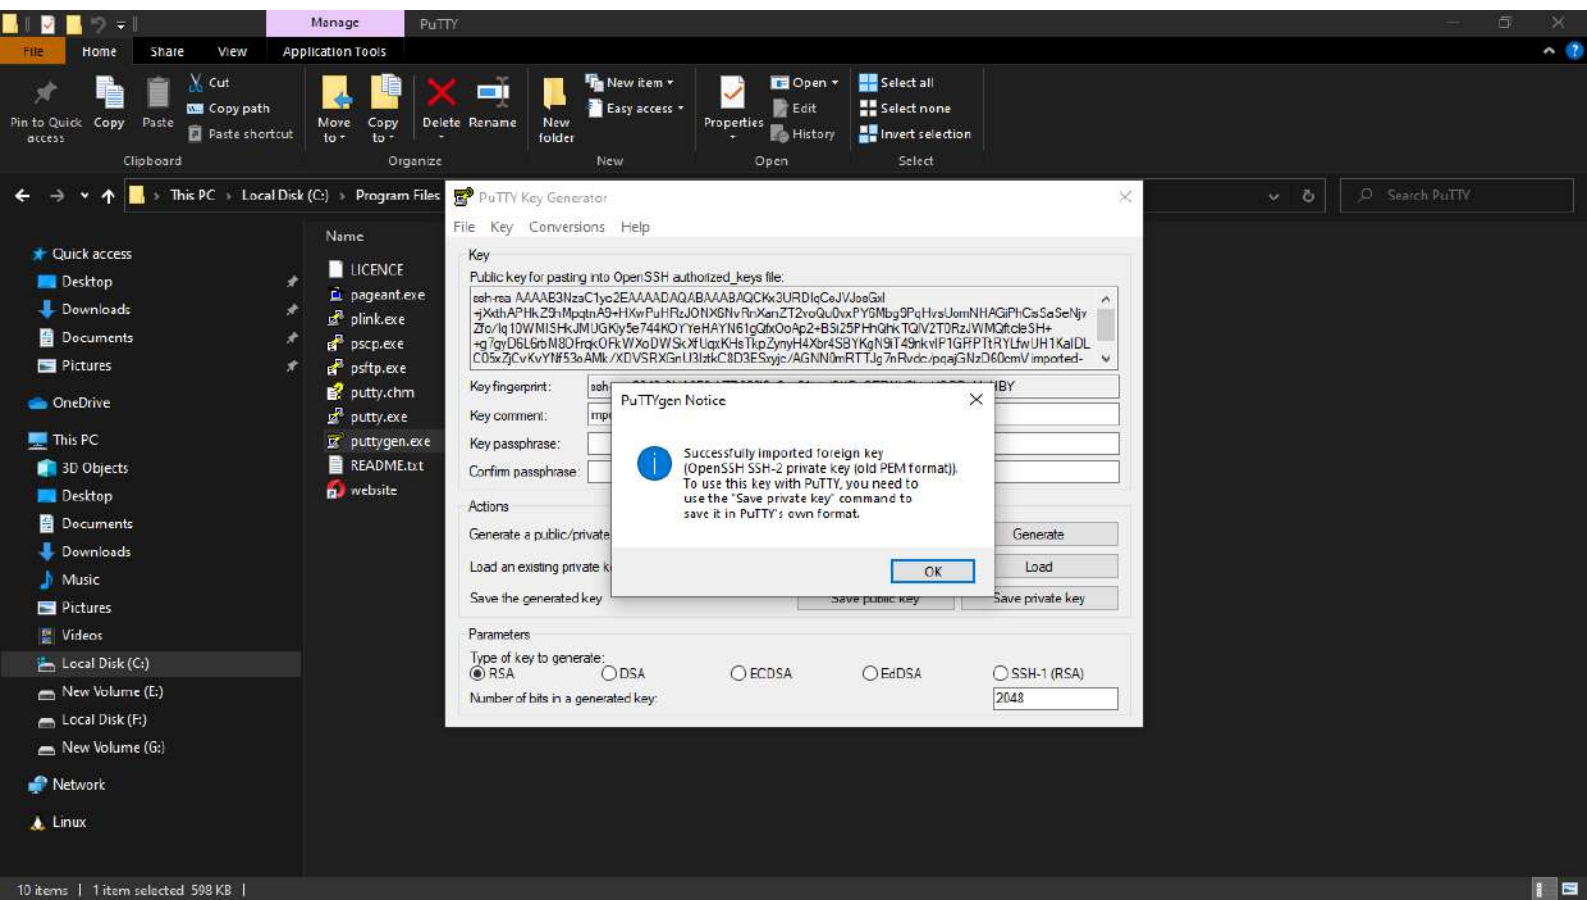 Manage
PuTTY
File
Home
Share
View
Application Tools
Pin to Quick access
Copy
Paste
Cut
Copy path
Paste shortcut
Move to
Copy to
Delete
Rename
New folder
New item
Easy access
Properties
Open
Edit
History
Select all
Select none
Invert selection
Clipboard
Organize
New
Open
Select
This PC
Local Disk (C:)
Program Files
Search PuTTY
Quick access
Desktop
Downloads
Documents
Pictures
OneDrive
This PC
3D Objects
Desktop
Documents
Downloads
Music
Pictures
Videos
Local Disk (C:)
New Volume (E:)
Local Disk (F:)
New Volume (G:)
Network
Linux
Name
LICENCE
pageant.exe
plink.exe
pscp.exe
psftp.exe
putty.chm
putty.exe
puttygen.exe
README.txt
website
PuTTY Key Generator
File Key Conversions Help
Key
Public key for pasting into OpenSSH authorized_keys file:
ssh-rsa
Key fingerprint:
Key comment:
Key passphrase:
Confirm passphrase:
Actions
Generate a public/private
Generate
Load an existing private
Load
Save the generated key
Save public key
Save private key
Parameters
Type of key to generate:
RSA
DSA
ECDSA
EdDSA
SSH-1 (RSA)
Number of bits in a generated key:
2048
PuTTYgen Notice
Successfully imported foreign key
(OpenSSH SSH-2 private key (old PEM format)).
To use this key with PuTTY, you need to
use the "Save private key" command to
save it in PuTTY's own format.
OK
10 items
1 item selected 598 KB